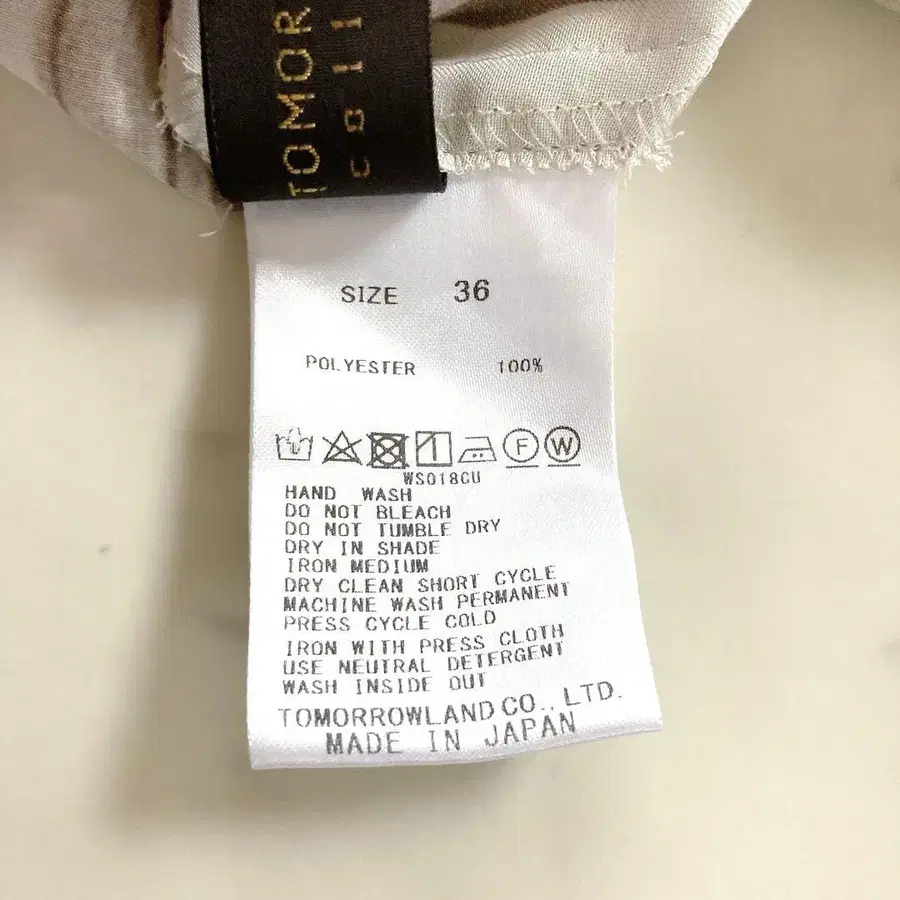 TOMOR
coll
SIZE 36
POLYESTER 100%
F W
WS018CU
HAND WASH
DO NOT BLEACH
DO NOT TUMBLE DRY
DRY IN SHADE
IRON MEDIUM
DRY CLEAN SHORT CYCLE
MACHINE WASH PERMANENT
PRESS CYCLE COLD
IRON WITH PRESS CLOTH
USE NEUTRAL DETERGENT
WASH INSIDE OUT
TOMORROWLAND CO., LTD.
MADE IN JAPAN